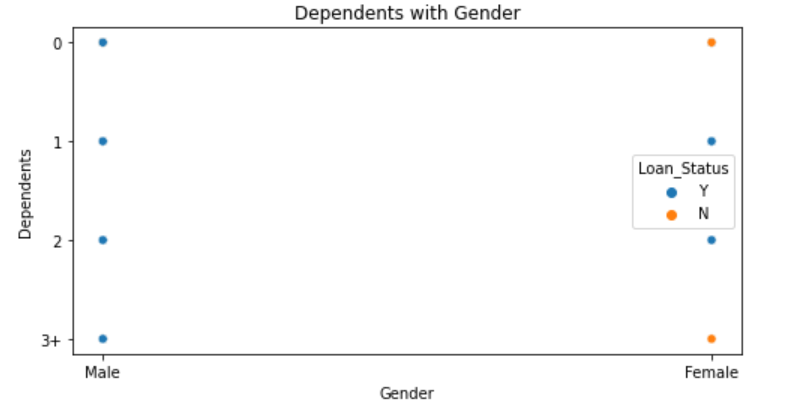 Dependents with Gender
0
1
2
3+
Dependents
Loan_Status
Y
N
Male
Female
Gender